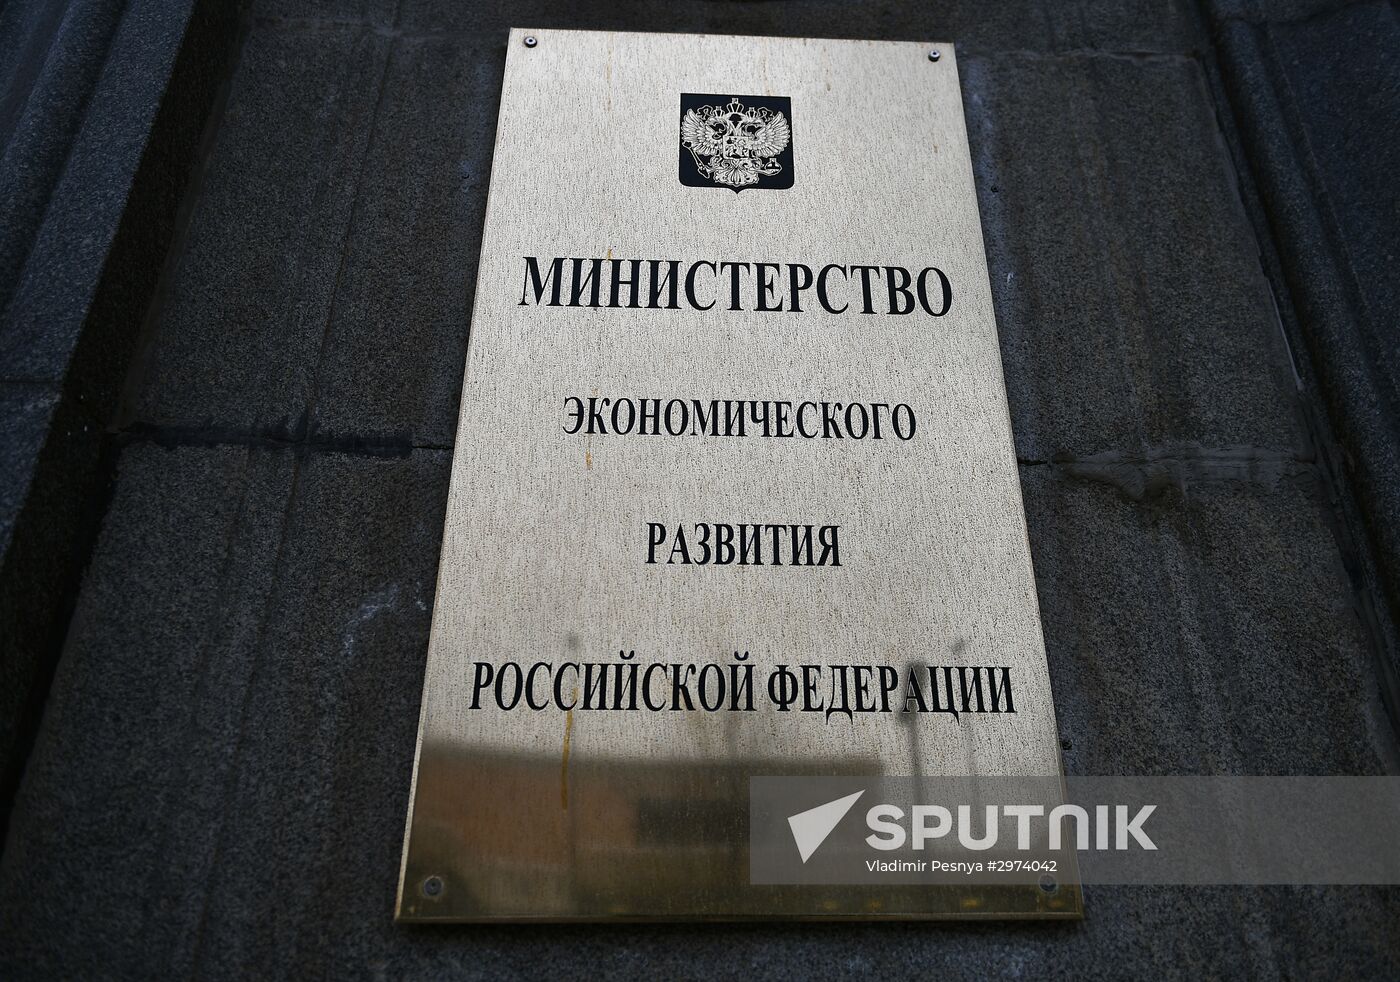 МИНИСТЕРСТВО
ЭКОНОМИЧЕСКОГО
РАЗВИТИЯ
РОССИЙСКОЙ ФЕДЕРАЦИИ
SPUTNIK
Vladimir Pesnya #2974042